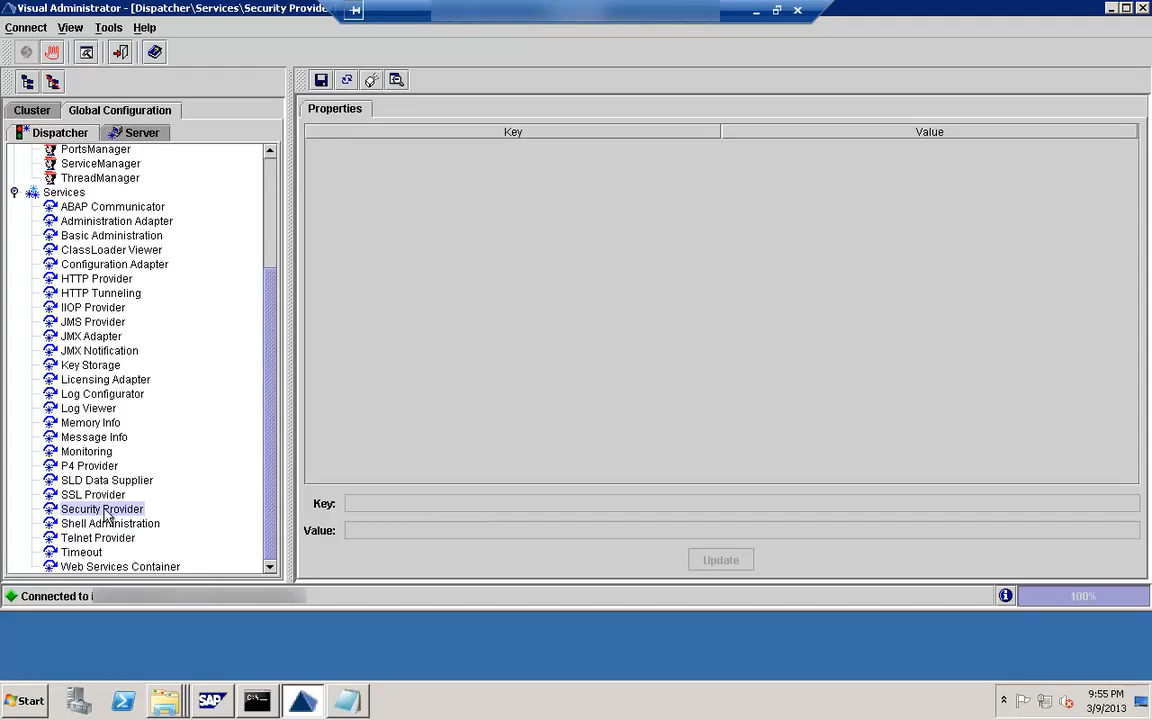 Visual Administrator - [Dispatcher\Services\Security Provide
Connect View Tools Help
Cluster Global Configuration
Dispatcher Server
Properties
Key Value
PortsManager
ServiceManager
ThreadManager
Services
ABAP Communicator
Administration Adapter
Basic Administration
ClassLoader Viewer
Configuration Adapter
HTTP Provider
HTTP Tunneling
IIOP Provider
JMS Provider
JMX Adapter
JMX Notification
Key Storage
Licensing Adapter
Log Configurator
Log Viewer
Memory Info
Message Info
Monitoring
P4 Provider
SLD Data Supplier
SSL Provider
Security Provider
Shell Administration
Telnet Provider
Timeout
Web Services Container
Key:
Value:
Update
Connected to i
100%
Start
SAP
9:55 PM
3/9/2013